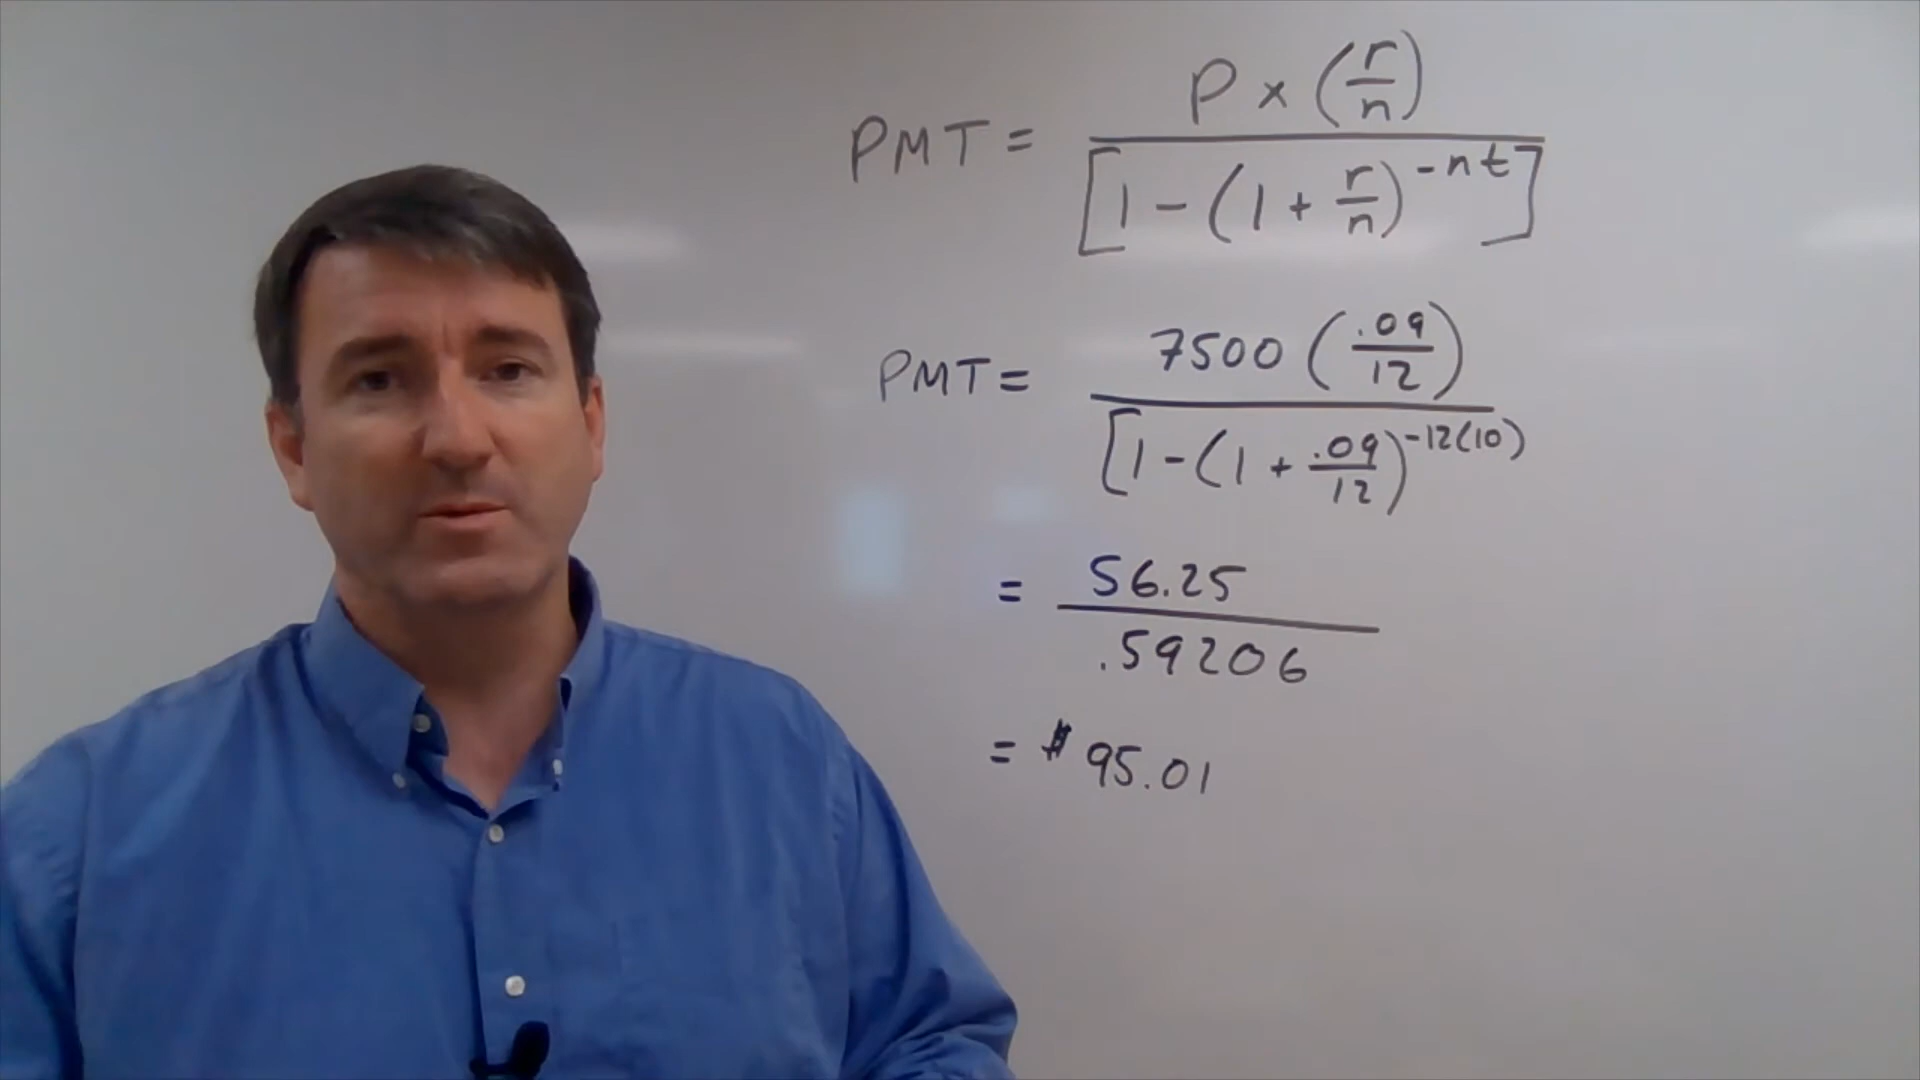 PMT = P × (r/n)
[1 - (1 + r/n)^-nt]
PMT = 7500 (.09/12)
[1 - (1 + .09/12)^-12(10)
= 56.25
.59206
= $95.01